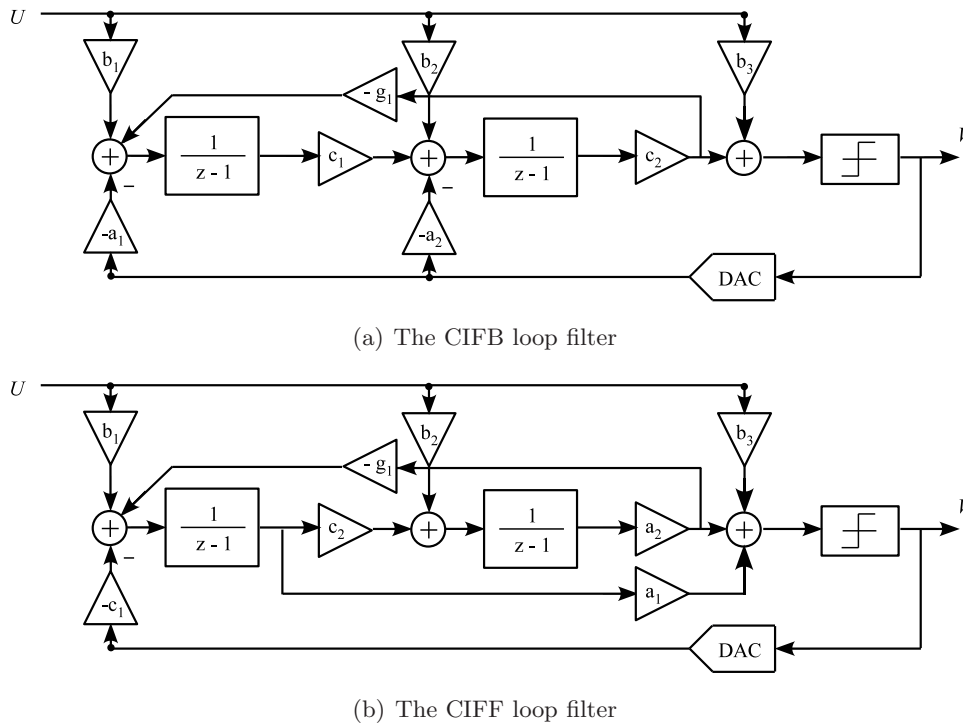 U
b1 b2 b3
- g1
1
z - 1
c1
1
z - 1
c2
-a1 -a2
DAC
(a) The CIFB loop filter
U
b1 b2 b3
- g1
1
z - 1
c2
1
z - 1
a2
a1
-c1
DAC
(b) The CIFF loop filter